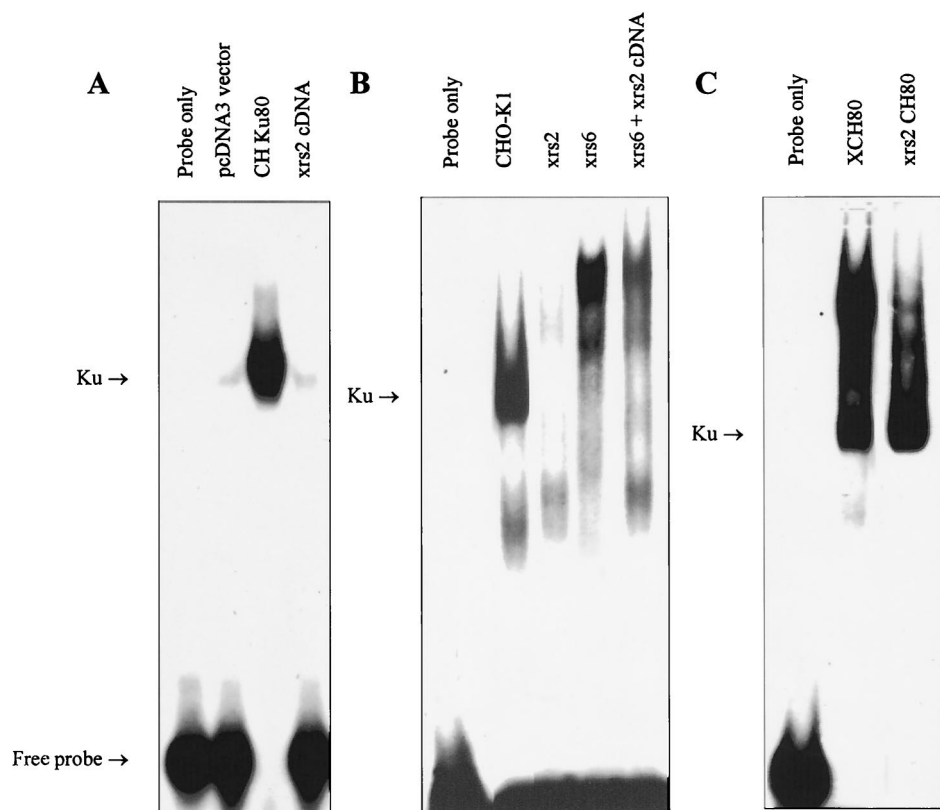 A
Probe only
pcDNA3 vector
CH Ku80
xrs2 cDNA
Ku →
Free probe →
B
Probe only
CHO-K1
xrs2
xrs6
xrs6 + xrs2 cDNA
Ku →
C
Probe only
XCH80
xrs2 CH80
Ku →